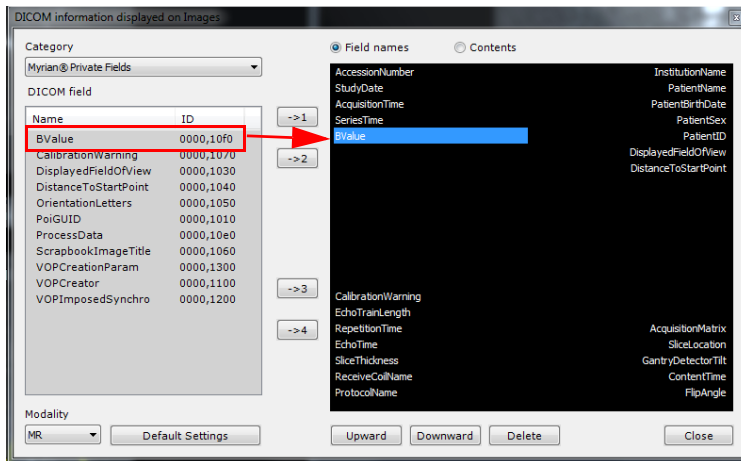 DICOM information displayed on Images
x
Category
Field names
Contents
Myrian® Private Fields
DICOM field
Name ID
BValue 0000,10f0
CalibrationWarning 0000,1070
DisplayedFieldOfView 0000,1030
DistanceToStartPoint 0000,1040
OrientationLetters 0000,1050
PoiGUID 0000,1010
ProcessData 0000,10e0
ScrapbookImageTitle 0000,1060
VOPCreationParam 0000,1300
VOPCreator 0000,1100
VOPImposedSynchro 0000,1200
->1
->2
->3
->4
AccessionNumber
StudyDate
AcquisitionTime
SeriesTime
BValue
InstitutionName
PatientName
PatientBirthDate
PatientSex
PatientID
DisplayedFieldOfView
DistanceToStartPoint
CalibrationWarning
EchoTrainLength
RepetitionTime
EchoTime
SliceThickness
ReceiveCoilName
ProtocolName
AcquisitionMatrix
SliceLocation
GantryDetectorTilt
ContentTime
FlipAngle
Modality
MR
Default Settings
Upward
Downward
Delete
Close